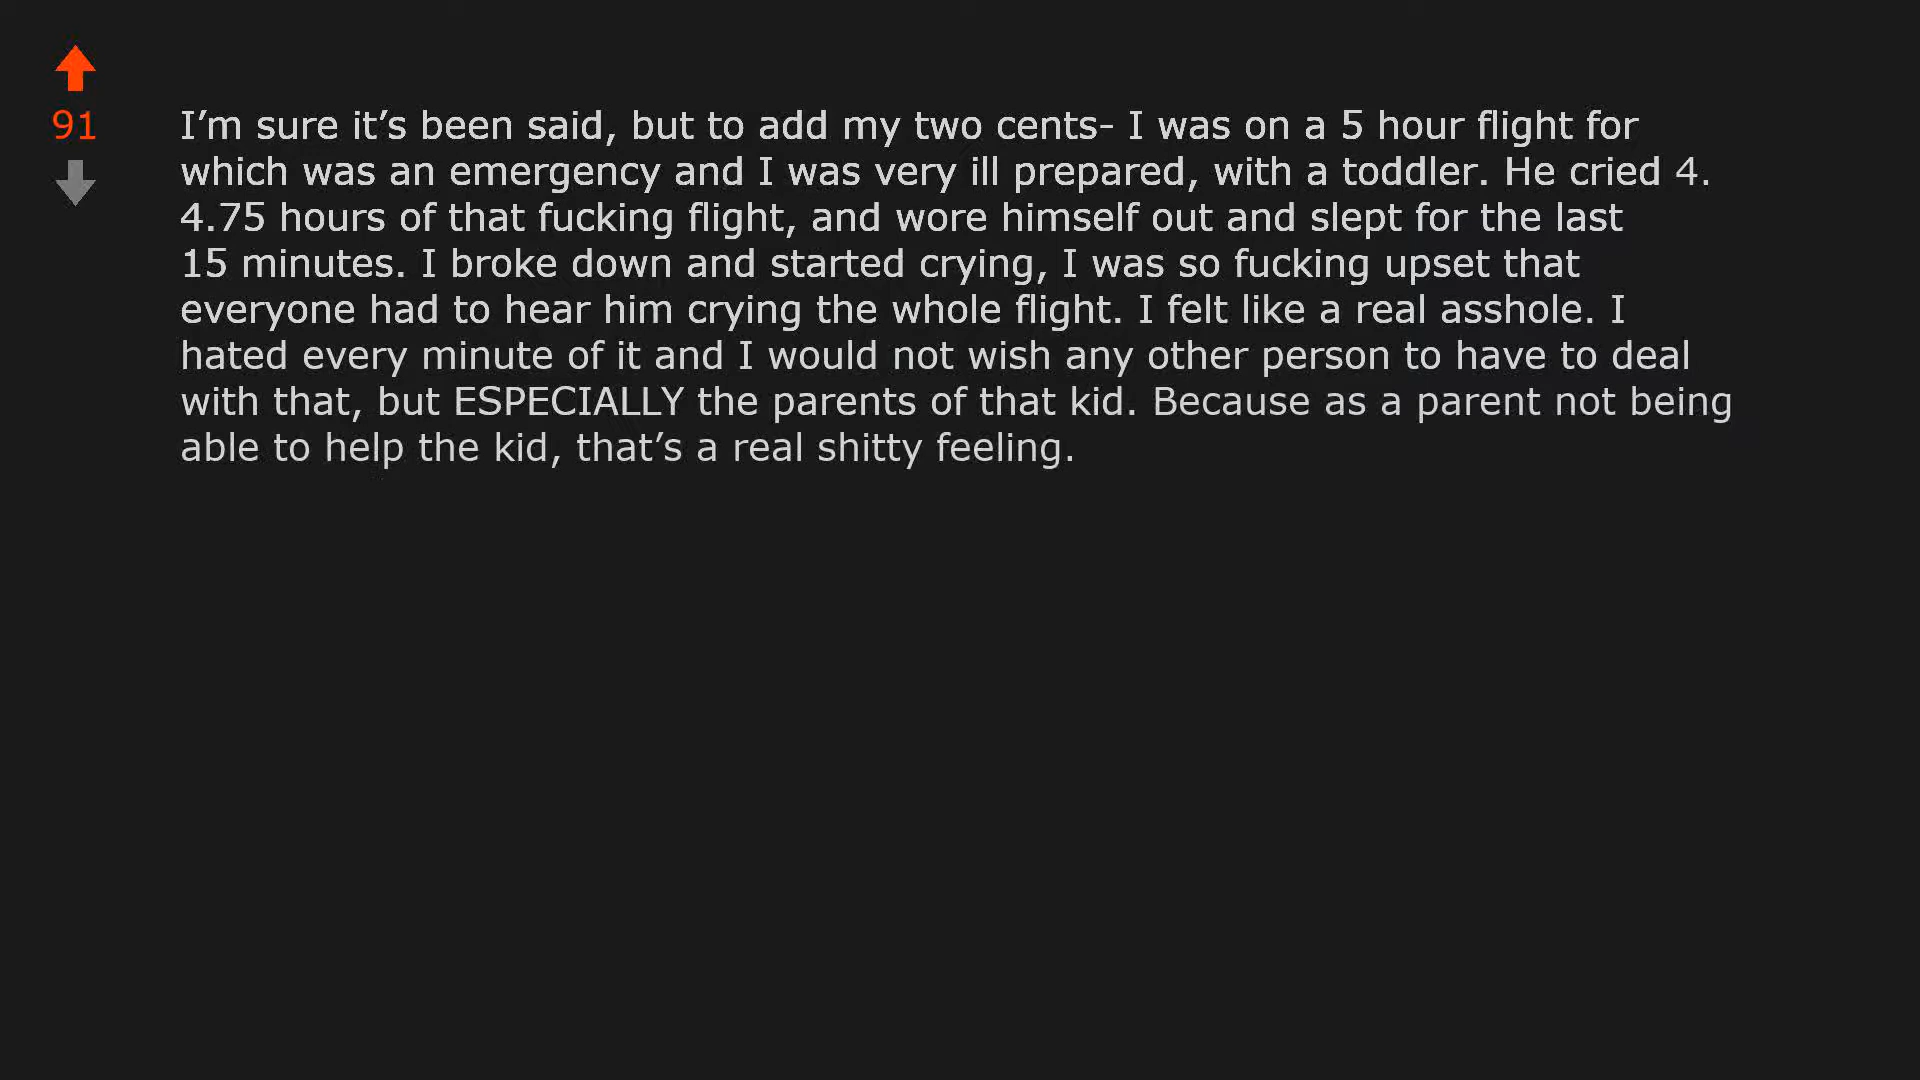 91
I’m sure it’s been said, but to add my two cents- I was on a 5 hour flight for
which was an emergency and I was very ill prepared, with a toddler. He cried 4.
4.75 hours of that fucking flight, and wore himself out and slept for the last
15 minutes. I broke down and started crying, I was so fucking upset that
everyone had to hear him crying the whole flight. I felt like a real asshole. I
hated every minute of it and I would not wish any other person to have to deal
with that, but ESPECIALLY the parents of that kid. Because as a parent not being
able to help the kid, that’s a real shitty feeling.